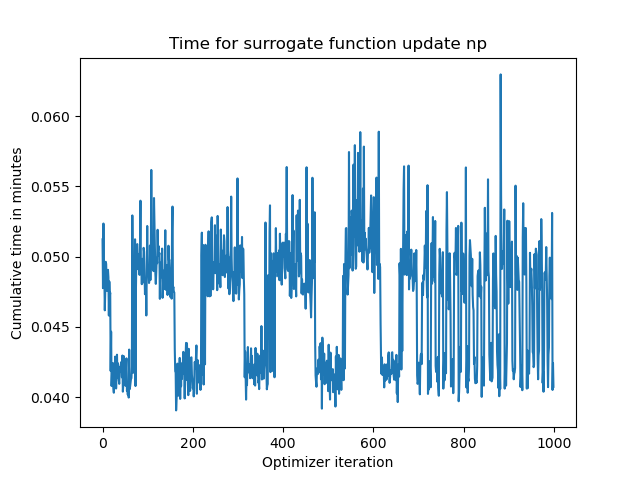 Time for surrogate function update np
Cumulative time in minutes
0.060
0.055
0.050
0.045
0.040
0 200 400 600 800 1000
Optimizer iteration